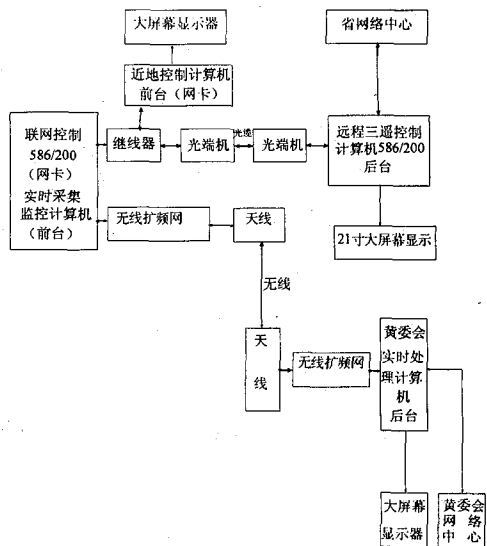 大屏幕显示器
省网络中心
近地控制计算机
前台（网卡）
联网控制
586/200
（网卡）
实时采集
监控计算机
（前台）
继线器
光端机
光缆
光端机
远程三遥控制
计算机586/200
后台
无线扩频网
天线
21寸大屏幕显示
无线
天
线
无线扩频网
黄委会
实时处
理计算
机
后台
大屏幕
显示器
黄委会
网 络
中 心